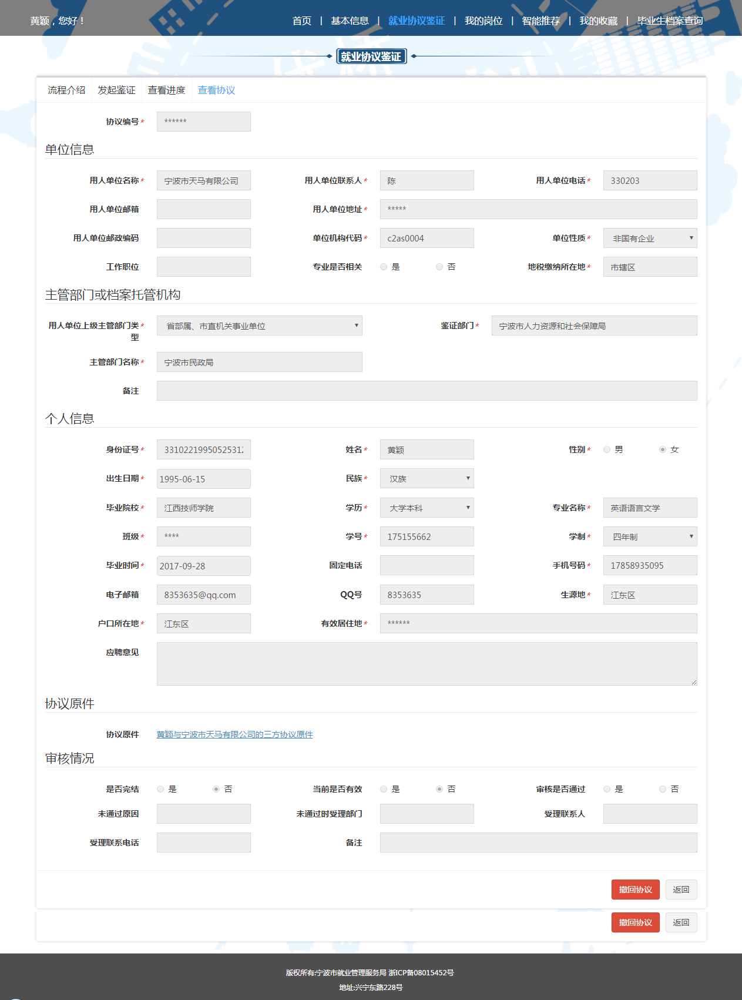 黄颖，您好！ 首页 | 基本信息 | 就业协议鉴证 | 我的岗位 | 智能推荐 | 我的收藏 | 毕业生档案查询
就业协议鉴证
流程介绍 发起鉴证 查看进度 查看协议
协议编号* ******
单位信息
用人单位名称* 宁波市天马有限公司 用人单位联系人* 陈 用人单位电话* 330203
用人单位邮箱 用人单位地址* *****
用人单位邮政编码 单位机构代码* c2as0004 单位性质* 非国有企业
工作职位 专业是否相关 是 否 地税缴纳所在地* 市辖区
主管部门或档案托管机构
用人单位上级主管部门类* 省部属、市直机关事业单位 鉴证部门* 宁波市人力资源和社会保障局
型
主管部门名称* 宁波市民政局
备注
个人信息
身份证号* 33102219950525312 姓名* 黄颖 性别* 男 女
出生日期* 1995-06-15 民族* 汉族
毕业院校* 江西技师学院 学历* 大学本科 专业名称* 英语语言文学
班级* **** 学号* 175155662 学制* 四年制
毕业时间* 2017-09-28 固定电话 手机号码* 17858935095
电子邮箱 8353635@qq.com QQ号 8353635 生源地* 江东区
户口所在地* 江东区 有效居住地* ******
应聘意见
协议原件
协议原件 黄颖与宁波市天马有限公司的三方协议原件
审核情况
是否完结 是 否 当前是否有效 是 否 审核是否通过 是 否
未通过原因 未通过时受理部门 受理联系人
受理联系电话 备注
撤回协议 返回
撤回协议 返回
版权所有:宁波市就业管理服务局 浙ICP备08015452号
地址:兴宁东路228号